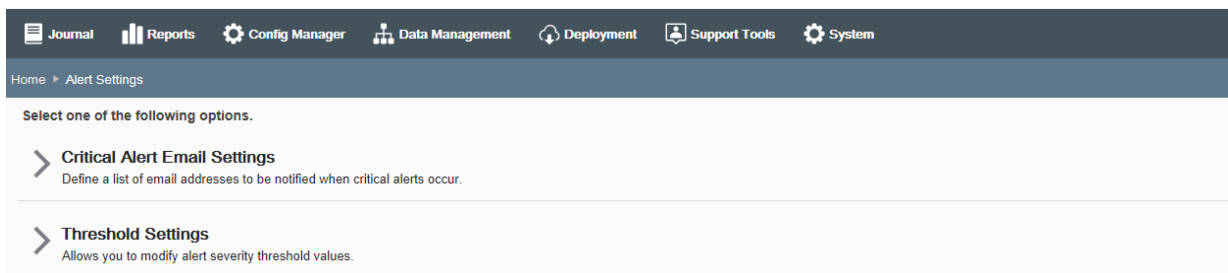 Journal Reports Config Manager Data Management Deployment Support Tools System
Home Alert Settings
Select one of the following options.
Critical Alert Email Settings
Define a list of email addresses to be notified when critical alerts occur.
Threshold Settings
Allows you to modify alert severity threshold values.